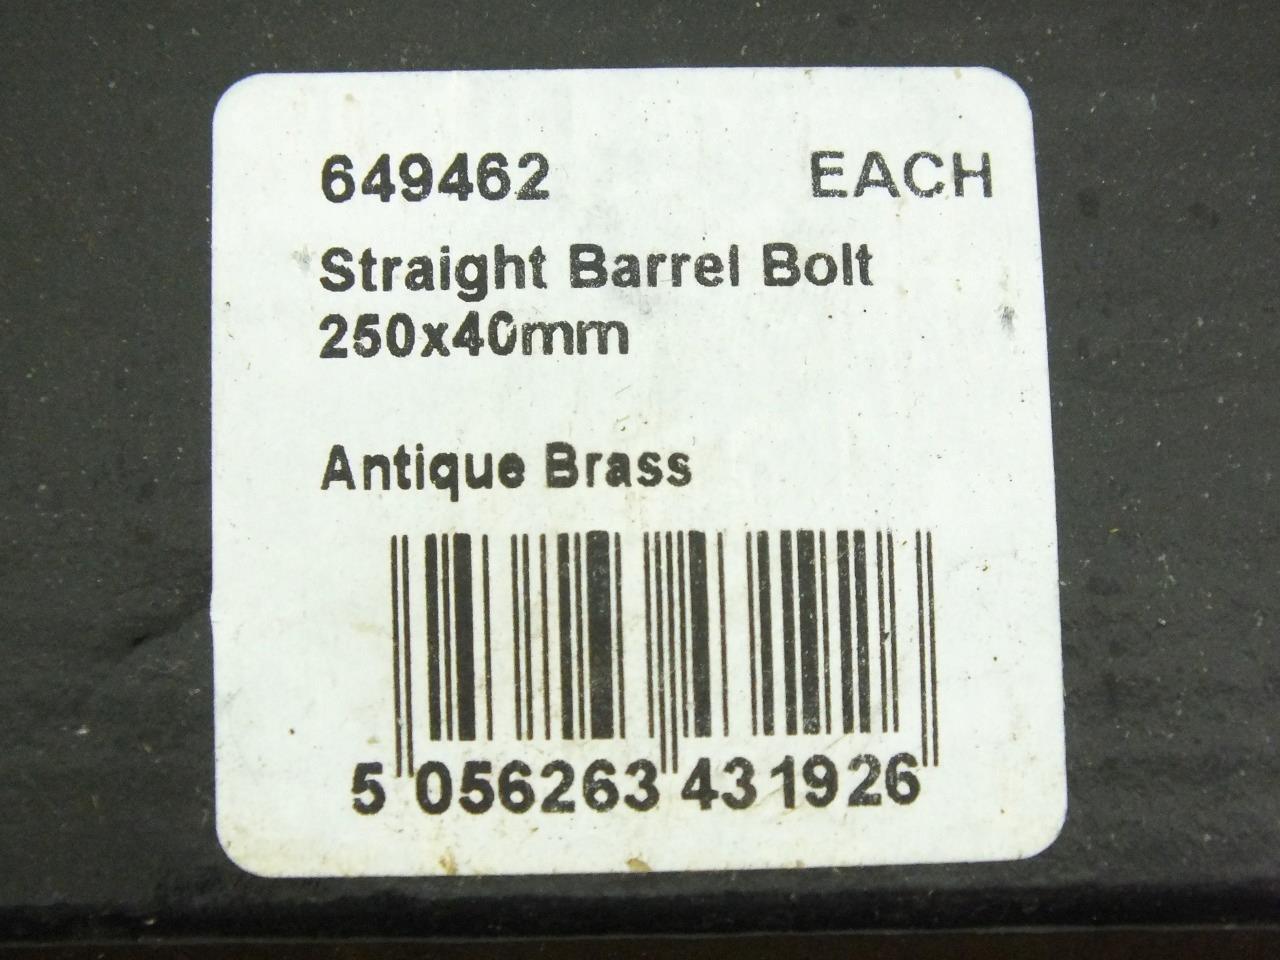 649462 EACH
Straight Barrel Bolt
250x40mm
Antique Brass
5 056263 431926